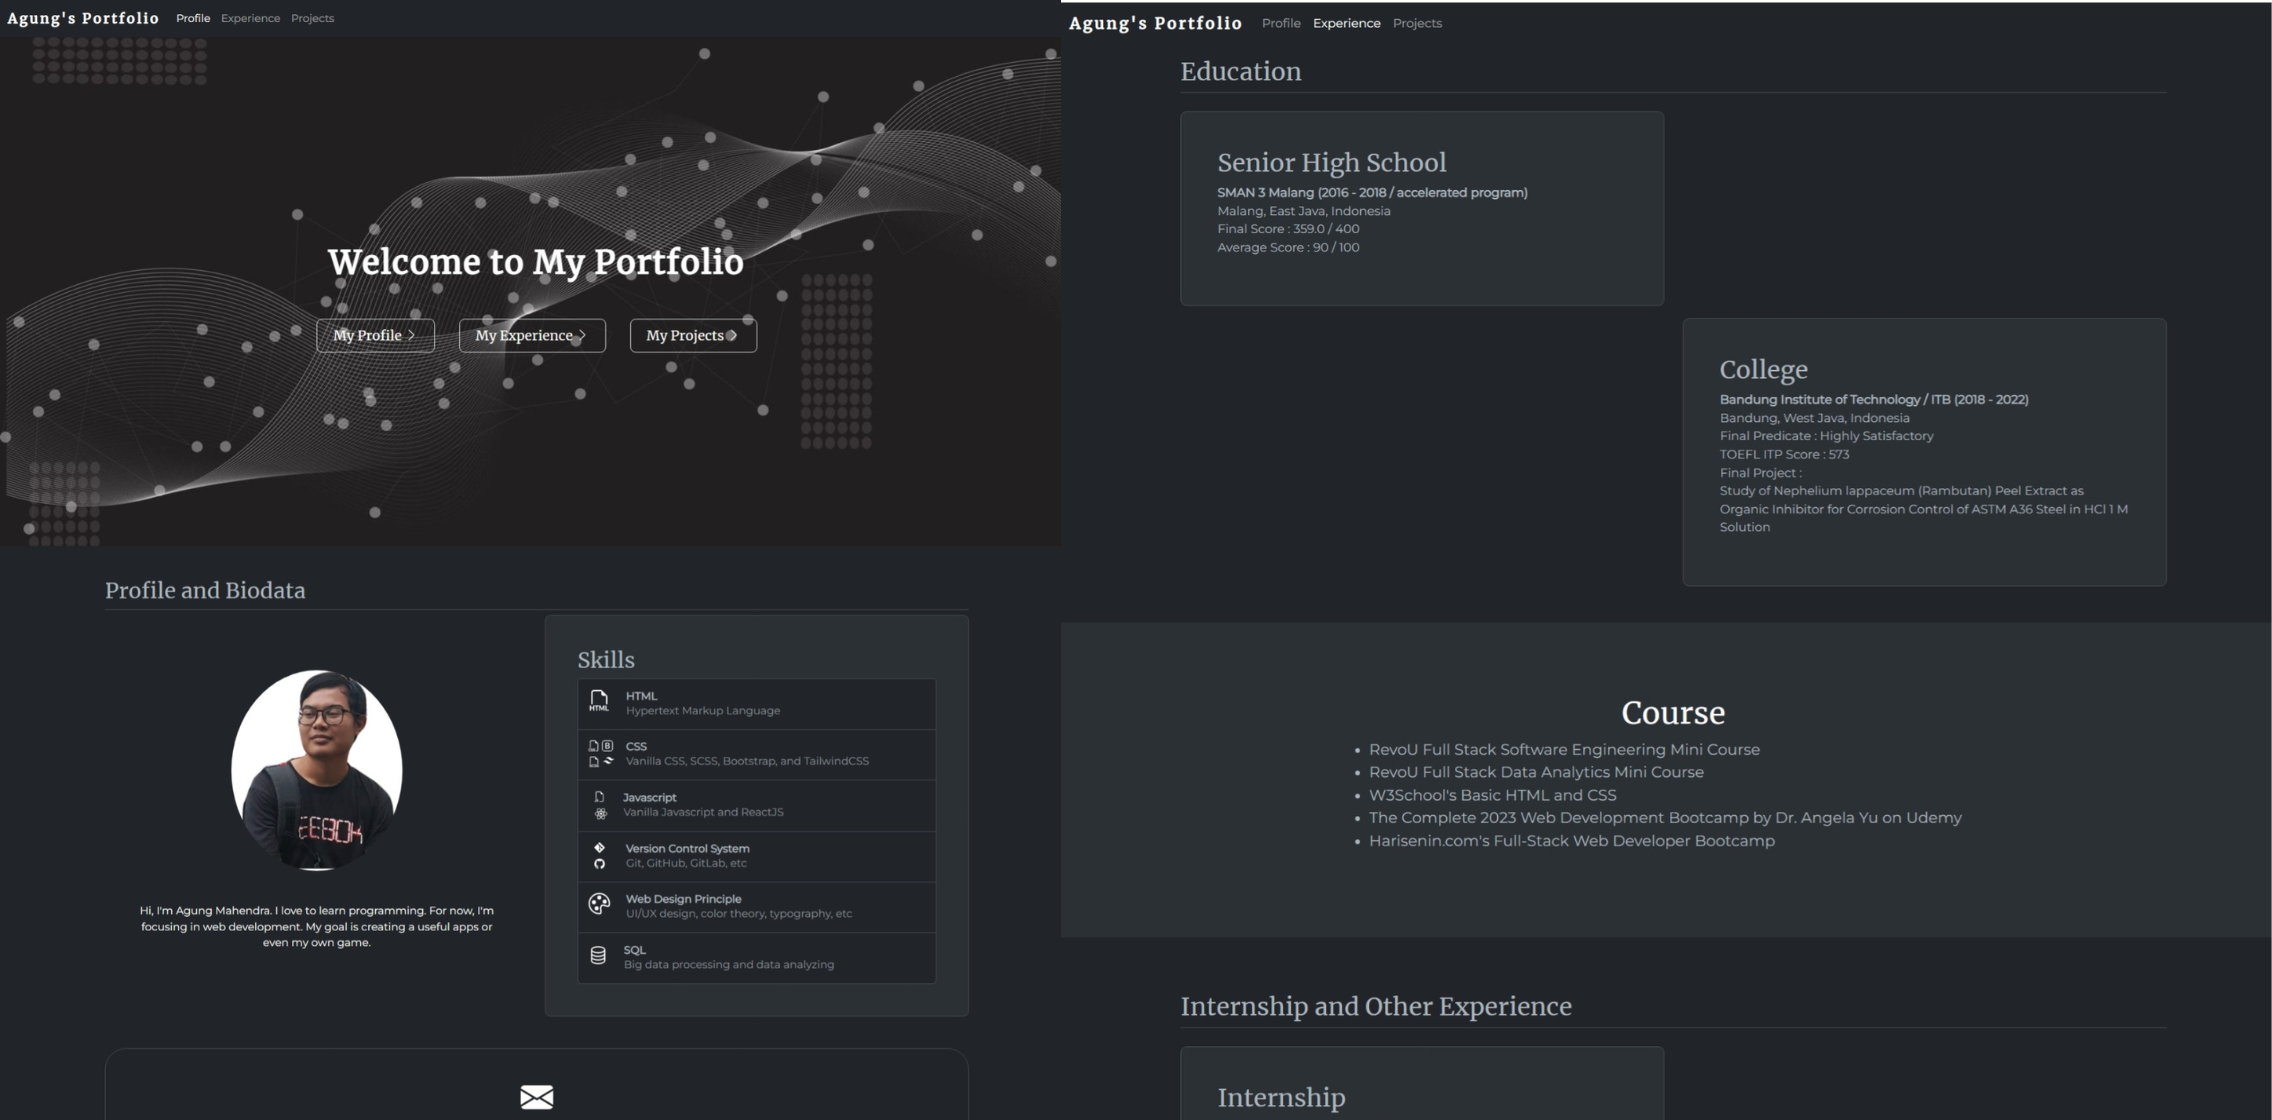 Agung's Portfolio Profile Experience Projects
Welcome to My Portfolio
My Profile My Experience My Projects
Profile and Biodata
Hi, I'm Agung Mahendra. I love to learn programming. For now, I'm
focusing in web development. My goal is creating a useful apps or
even my own game.
Skills
HTML
HTML
Hypertext Markup Language
CSS
Vanilla CSS, SCSS, Bootstrap, and TailwindCSS
Javascript
Vanilla Javascript and ReactJS
Version Control System
Git, GitHub, GitLab, etc
Web Design Principle
UI/UX design, color theory, typography, etc
SQL
Big data processing and data analyzing
Agung's Portfolio Profile Experience Projects
Education
Senior High School
SMAN 3 Malang (2016 - 2018 / accelerated program)
Malang, East Java, Indonesia
Final Score : 359.0 / 400
Average Score : 90 / 100
College
Bandung Institute of Technology / ITB (2018 - 2022)
Bandung, West Java, Indonesia
Final Predicate : Highly Satisfactory
TOEFL ITP Score : 573
Final Project :
Study of Nephelium lappaceum (Rambutan) Peel Extract as
Organic Inhibitor for Corrosion Control of ASTM A36 Steel in HCl 1 M
Solution
Course
• RevoU Full Stack Software Engineering Mini Course
• RevoU Full Stack Data Analytics Mini Course
• W3School's Basic HTML and CSS
• The Complete 2023 Web Development Bootcamp by Dr. Angela Yu on Udemy
• Harisenin.com's Full-Stack Web Developer Bootcamp
Internship and Other Experience
Internship